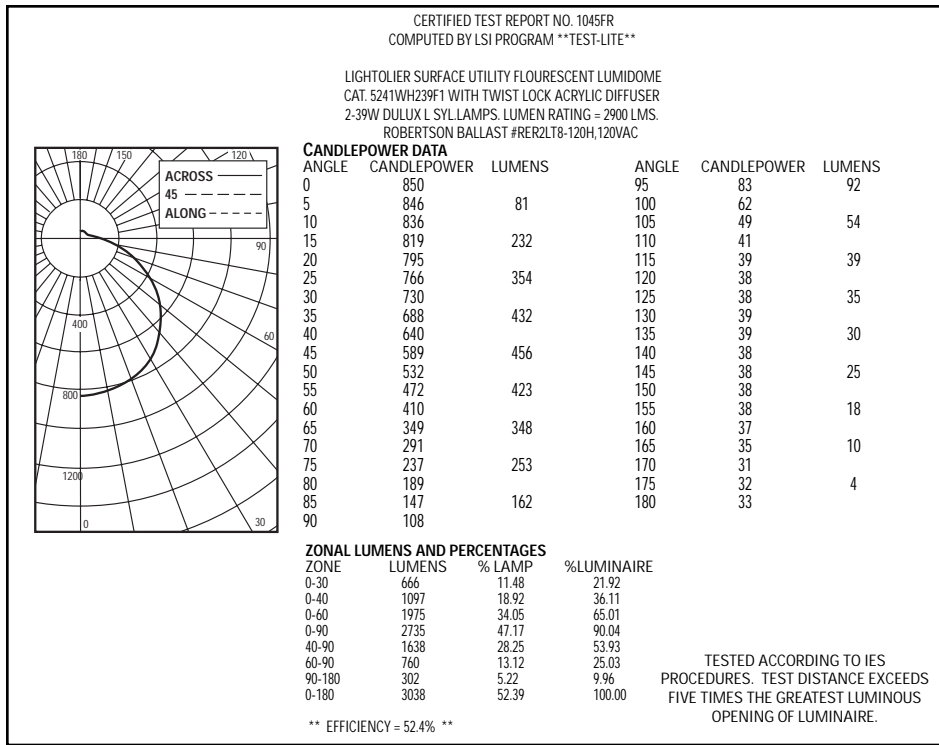 CERTIFIED TEST REPORT NO. 1045FR
COMPUTED BY LSI PROGRAM **TEST-LITE**
LIGHTOLIER SURFACE UTILITY FLOURESCENT LUMIDOME
CAT. 5241WH239F1 WITH TWIST LOCK ACRYLIC DIFFUSER
2-39W DULUX L SYL.LAMPS. LUMEN RATING = 2900 LMS.
ROBERTSON BALLAST #RER2LT8-120H,120VAC
180 150 120
ACROSS
45
ALONG
90
400
60
800
1200
0 30
CANDLEPOWER DATA
ANGLE CANDLEPOWER LUMENS ANGLE CANDLEPOWER LUMENS
0 850 95 83 92
5 846 81 100 62
10 836 105 49 54
15 819 232 110 41
20 795 115 39 39
25 766 354 120 38
30 730 125 38 35
35 688 432 130 39
40 640 135 39 30
45 589 456 140 38
50 532 145 38 25
55 472 423 150 38
60 410 155 38 18
65 349 348 160 37
70 291 165 35 10
75 237 253 170 31
80 189 175 32 4
85 147 162 180 33
90 108
ZONAL LUMENS AND PERCENTAGES
ZONE LUMENS % LAMP %LUMINAIRE
0-30 666 11.48 21.92
0-40 1097 18.92 36.11
0-60 1975 34.05 65.01
0-90 2735 47.17 90.04
40-90 1638 28.25 53.93
60-90 760 13.12 25.03
90-180 302 5.22 9.96
0-180 3038 52.39 100.00
** EFFICIENCY = 52.4% **
TESTED ACCORDING TO IES
PROCEDURES. TEST DISTANCE EXCEEDS
FIVE TIMES THE GREATEST LUMINOUS
OPENING OF LUMINAIRE.